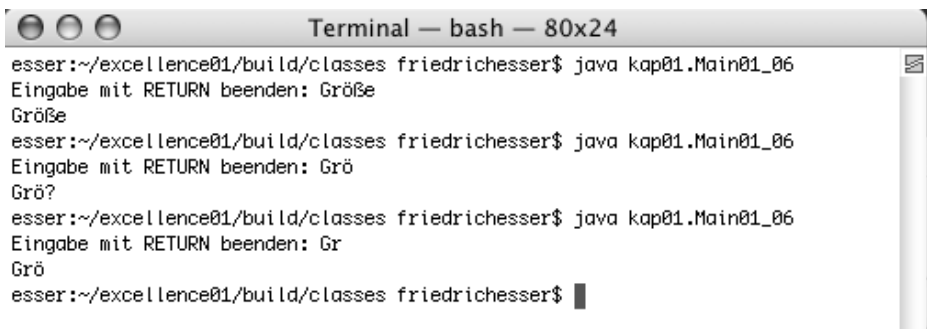 Terminal — bash — 80x24
esser:~/excellence01/build/classes friedrichesser$ java kap01.Main01_06
Eingabe mit RETURN beenden: Größe
Größe
esser:~/excellence01/build/classes friedrichesser$ java kap01.Main01_06
Eingabe mit RETURN beenden: Grö
Grö?
esser:~/excellence01/build/classes friedrichesser$ java kap01.Main01_06
Eingabe mit RETURN beenden: Gr
Grö
esser:~/excellence01/build/classes friedrichesser$